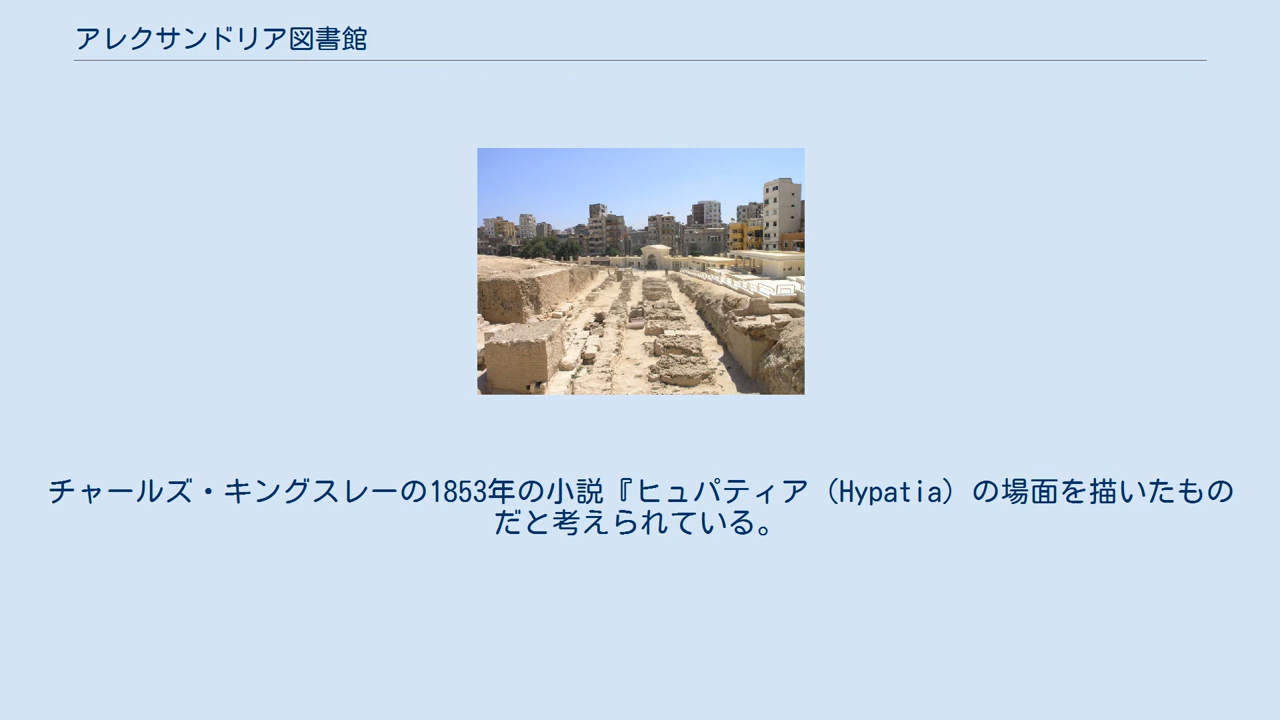 アレクサンドリア図書館
チャールズ・キングスレーの1853年の小説『ヒュパティア（Hypatia）の場面を描いたもの
だと考えられている。